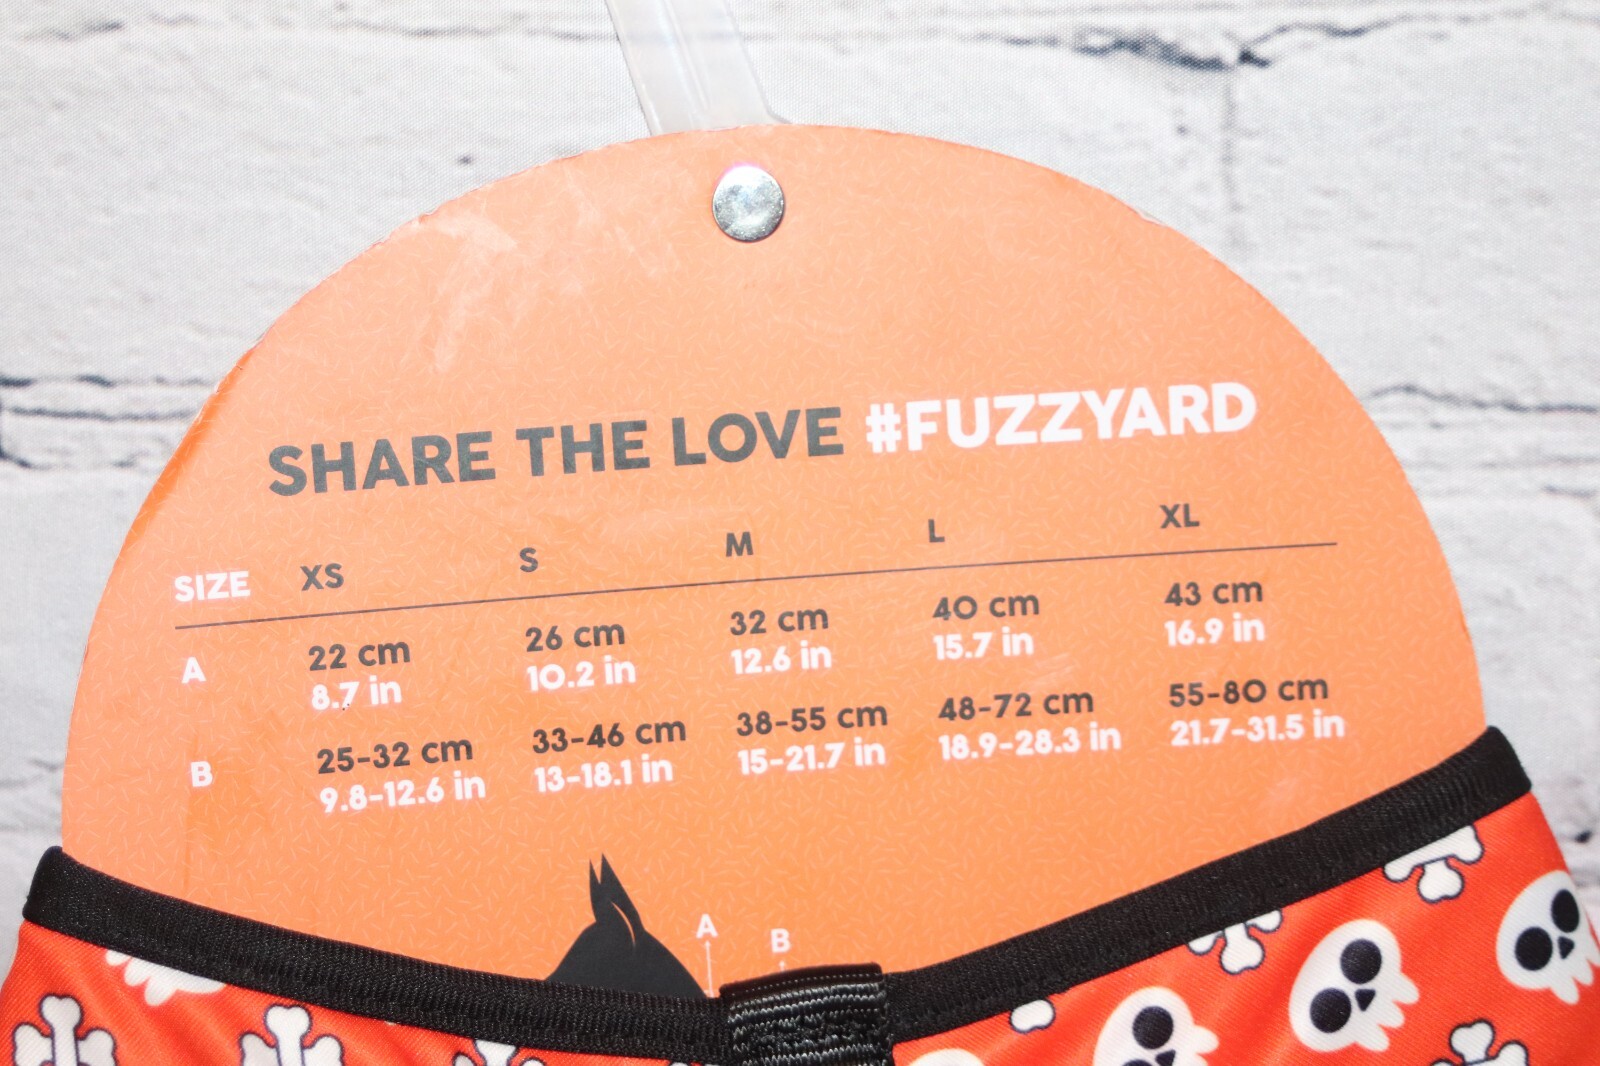 SHARE THE LOVE #FUZZYARD
SIZE XS S M L XL
A 22 cm 26 cm 32 cm 40 cm 43 cm
8.7 in 10.2 in 12.6 in 15.7 in 16.9 in
B 25-32 cm 33-46 cm 38-55 cm 48-72 cm 55-80 cm
9.8-12.6 in 13-18.1 in 15-21.7 in 18.9-28.3 in 21.7-31.5 in
A B